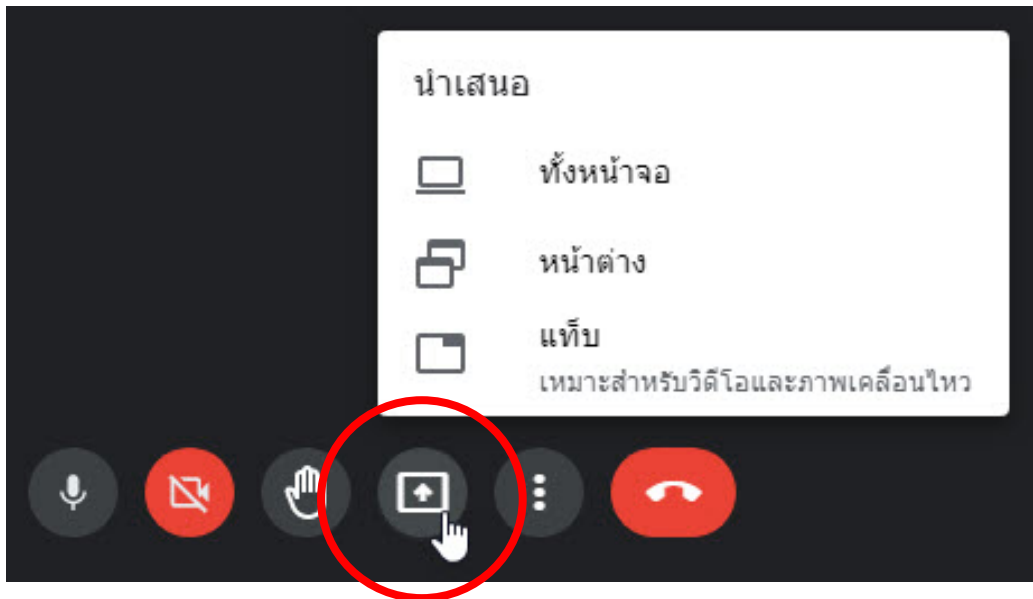 นำเสนอ
ทั้งหน้าจอ
หน้าต่าง
แท็บ
เหมาะสำหรับวิดีโอและภาพเคลื่อนไหว